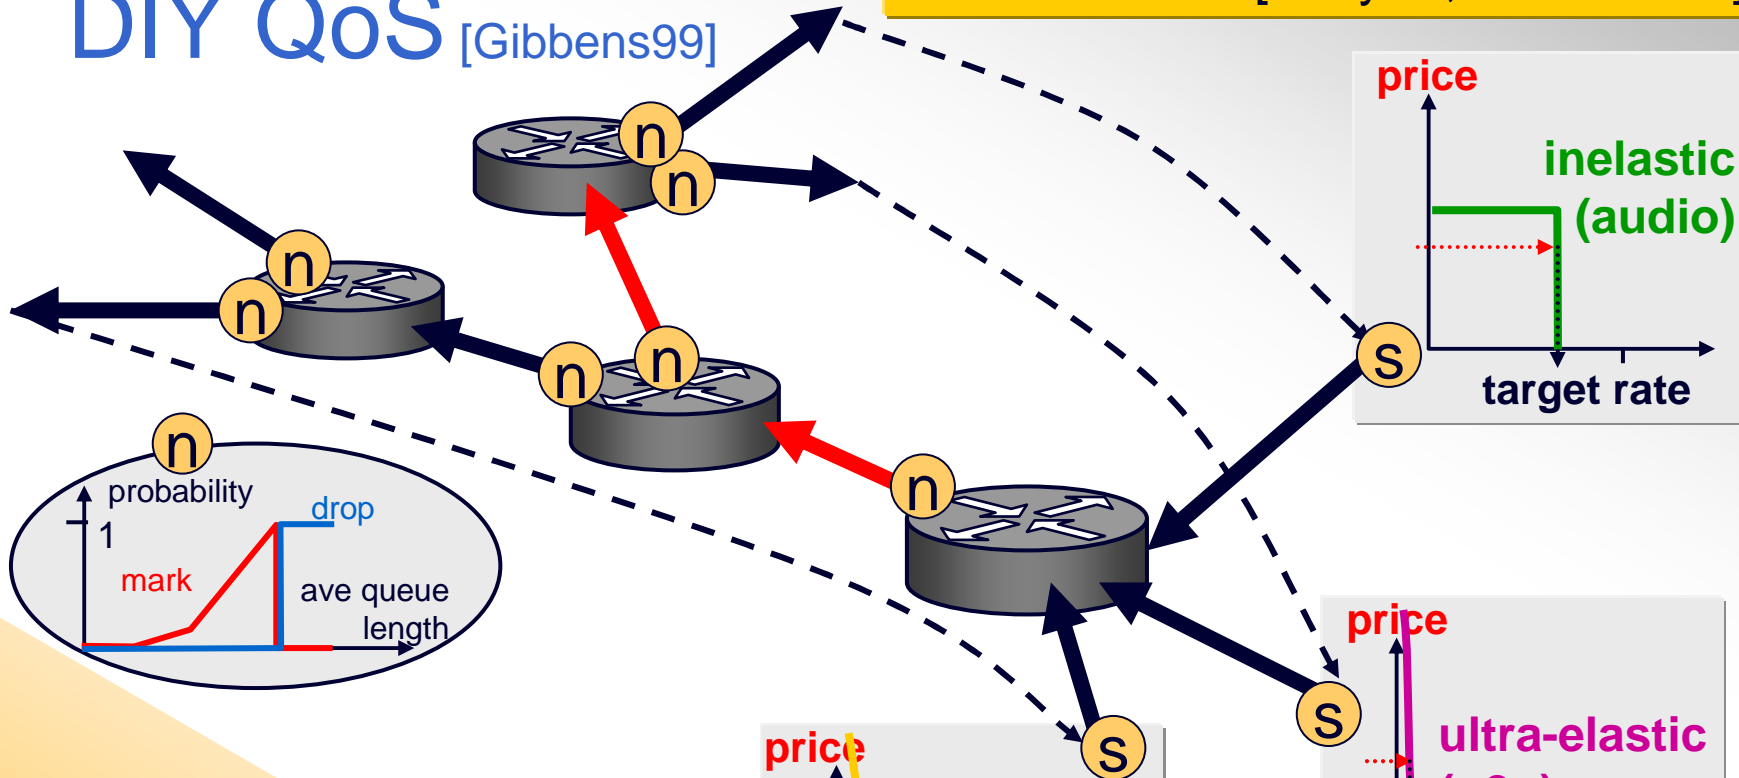 DIY QoS [Gibbens99]
price
inelastic
(audio)
target rate
n
n
n
n
n
n
n
s
n
probability
1
drop
mark
ave queue
length
price
ultra-elastic
s
price
s